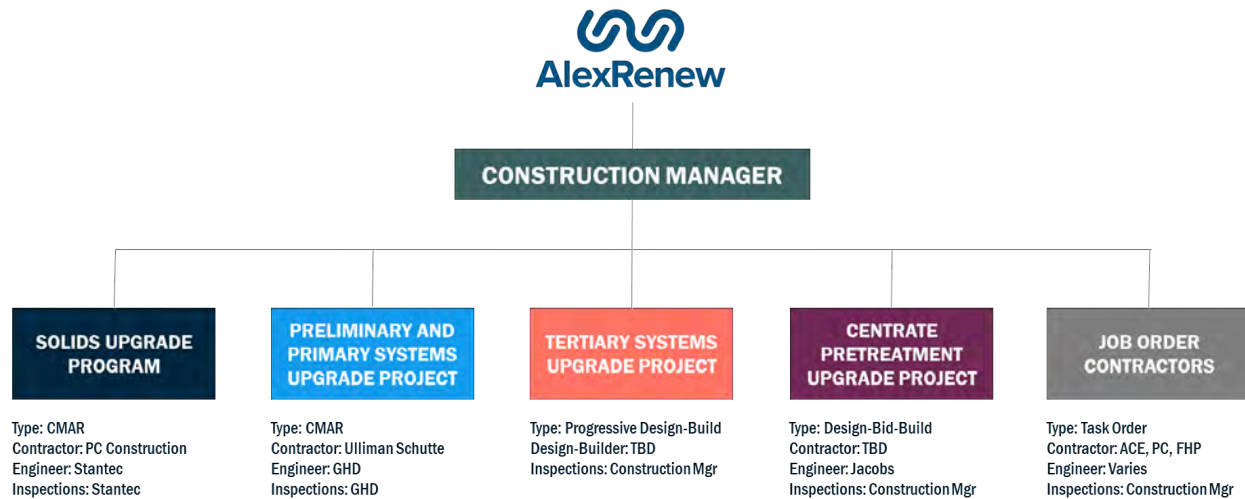 AlexRenew
CONSTRUCTION MANAGER
SOLIDS UPGRADE
PROGRAM
Type: CMAR
Contractor: PC Construction
Engineer: Stantec
Inspections: Stantec
PRELIMINARY AND
PRIMARY SYSTEMS
UPGRADE PROJECT
Type: CMAR
Contractor: Ulliman Schutte
Engineer: GHD
Inspections: GHD
TERTIARY SYSTEMS
UPGRADE PROJECT
Type: Progressive Design-Build
Design-Builder: TBD
Inspections: Construction Mgr
CENTRATE
PRETREATMENT
UPGRADE PROJECT
Type: Design-Bid-Build
Contractor: TBD
Engineer: Jacobs
Inspections: Construction Mgr
JOB ORDER
CONTRACTORS
Type: Task Order
Contractor: ACE, PC, FHP
Engineer: Varies
Inspections: Construction Mgr